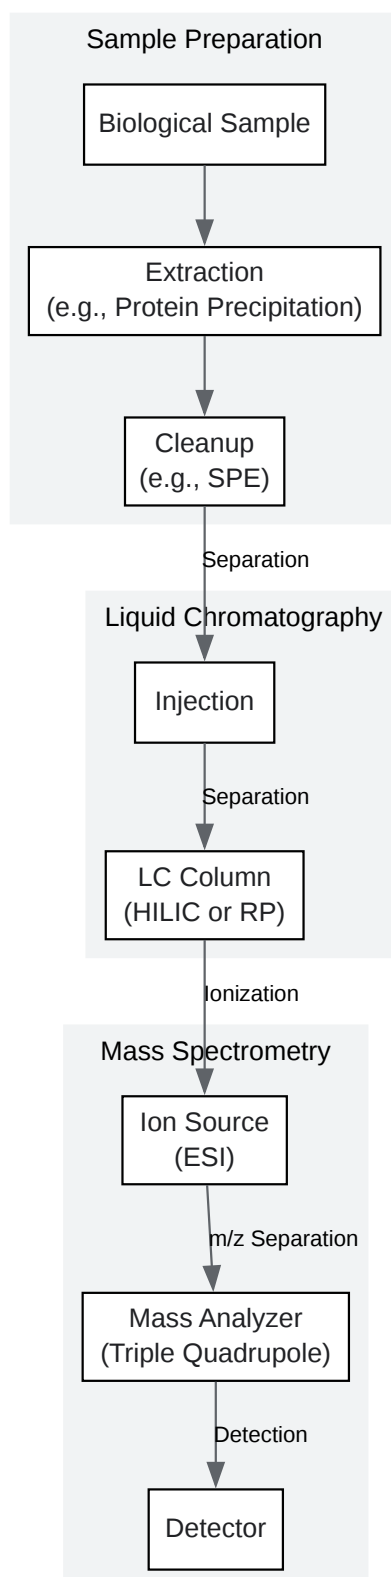 Sample Preparation
Biological Sample
Extraction
(e.g., Protein Precipitation)
Cleanup
(e.g., SPE)
Separation
Liquid Chromatography
Injection
Separation
LC Column
(HILIC or RP)
Ionization
Mass Spectrometry
Ion Source
(ESI)
m/z Separation
Mass Analyzer
(Triple Quadrupole)
Detection
Detector